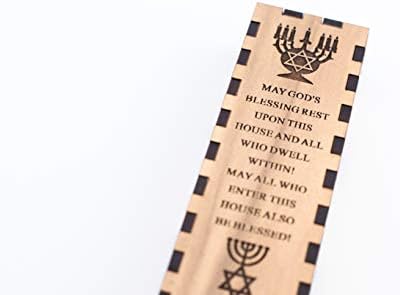 MAY GOD'S
BLESSING REST
UPON THIS
HOUSE AND ALL
WHO DWELL
WITHIN!
MAY ALL WHO
ENTER THIS
HOUSE ALSO
BE BLESSED!